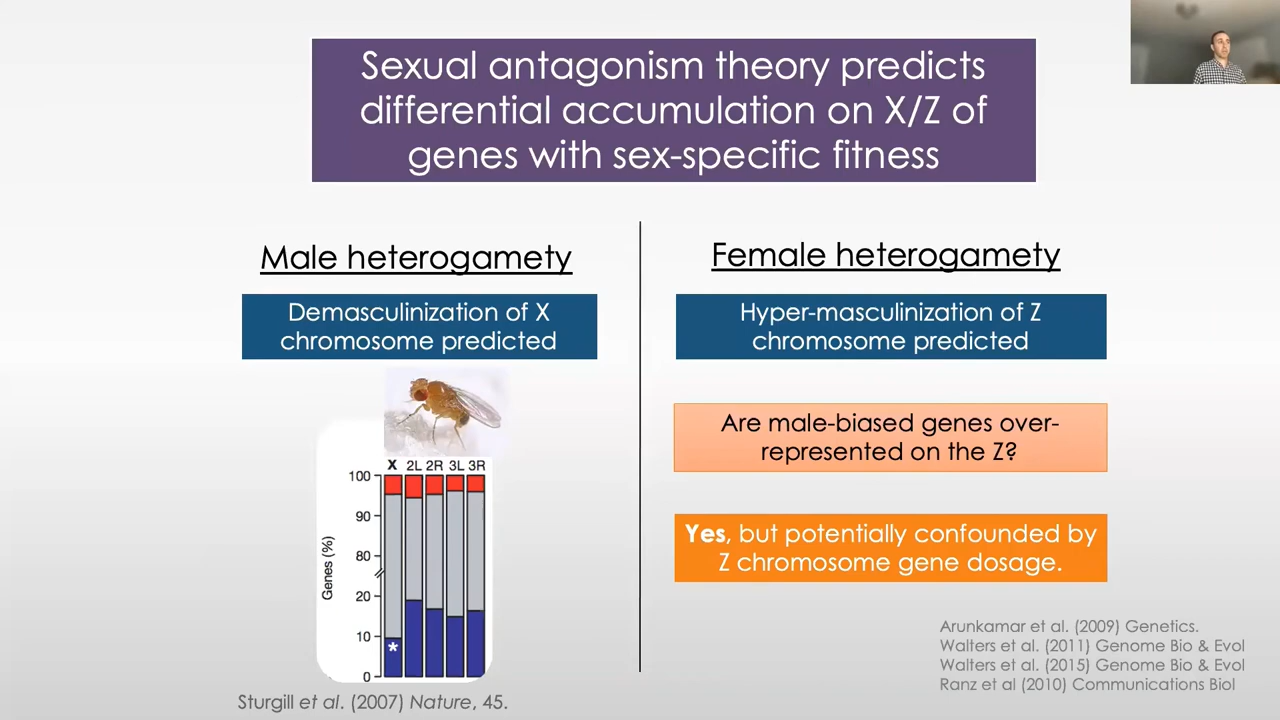 Sexual antagonism theory predicts
differential accumulation on X/Z of
genes with sex-specific fitness
Male heterogamety
Demasculinization of X
chromosome predicted
X 2L 2R 3L 3R
100
90
80
20
10
0
Genes (%)
*
Sturgill et al. (2007) Nature, 45.
Female heterogamety
Hyper-masculinization of Z
chromosome predicted
Are male-biased genes over-
represented on the Z?
Yes, but potentially confounded by
Z chromosome gene dosage.
Arunkamar et al. (2009) Genetics.
Walters et al. (2011) Genome Bio & Evol
Walters et al. (2015) Genome Bio & Evol
Ranz et al (2010) Communications Biol